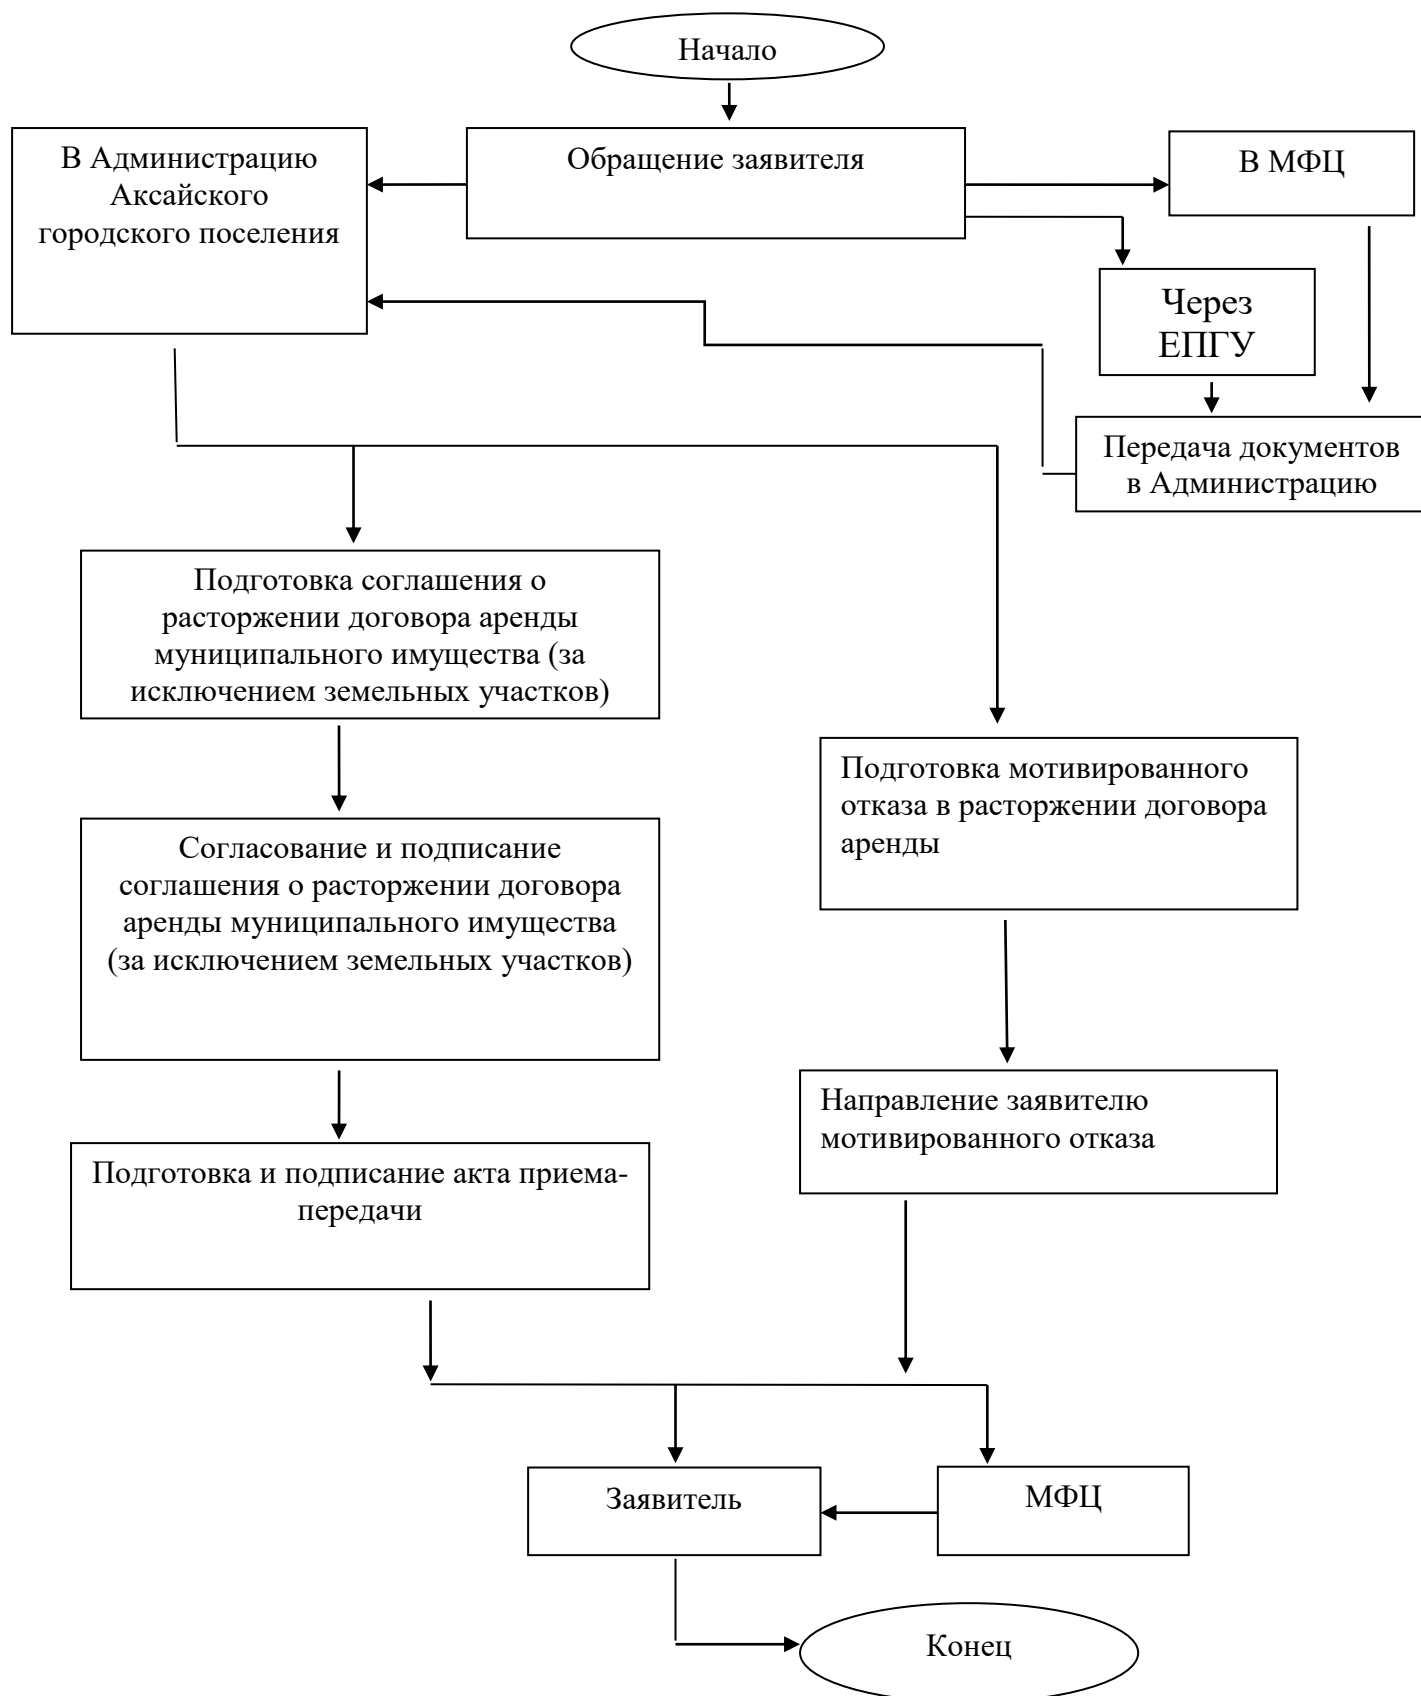 Начало
В Администрацию
Аксайского
городского поселения
Обращение заявителя
В МФЦ
Через
ЕПГУ
Передача документов
в Администрацию
Подготовка соглашения о
расторжении договора аренды
муниципального имущества (за
исключением земельных участков)
Подготовка мотивированного
отказа в расторжении договора
аренды
Согласование и подписание
соглашения о расторжении договора
аренды муниципального имущества
(за исключением земельных участков)
Направление заявителю
мотивированного отказа
Подготовка и подписание акта приема-
передачи
Заявитель
МФЦ
Конец